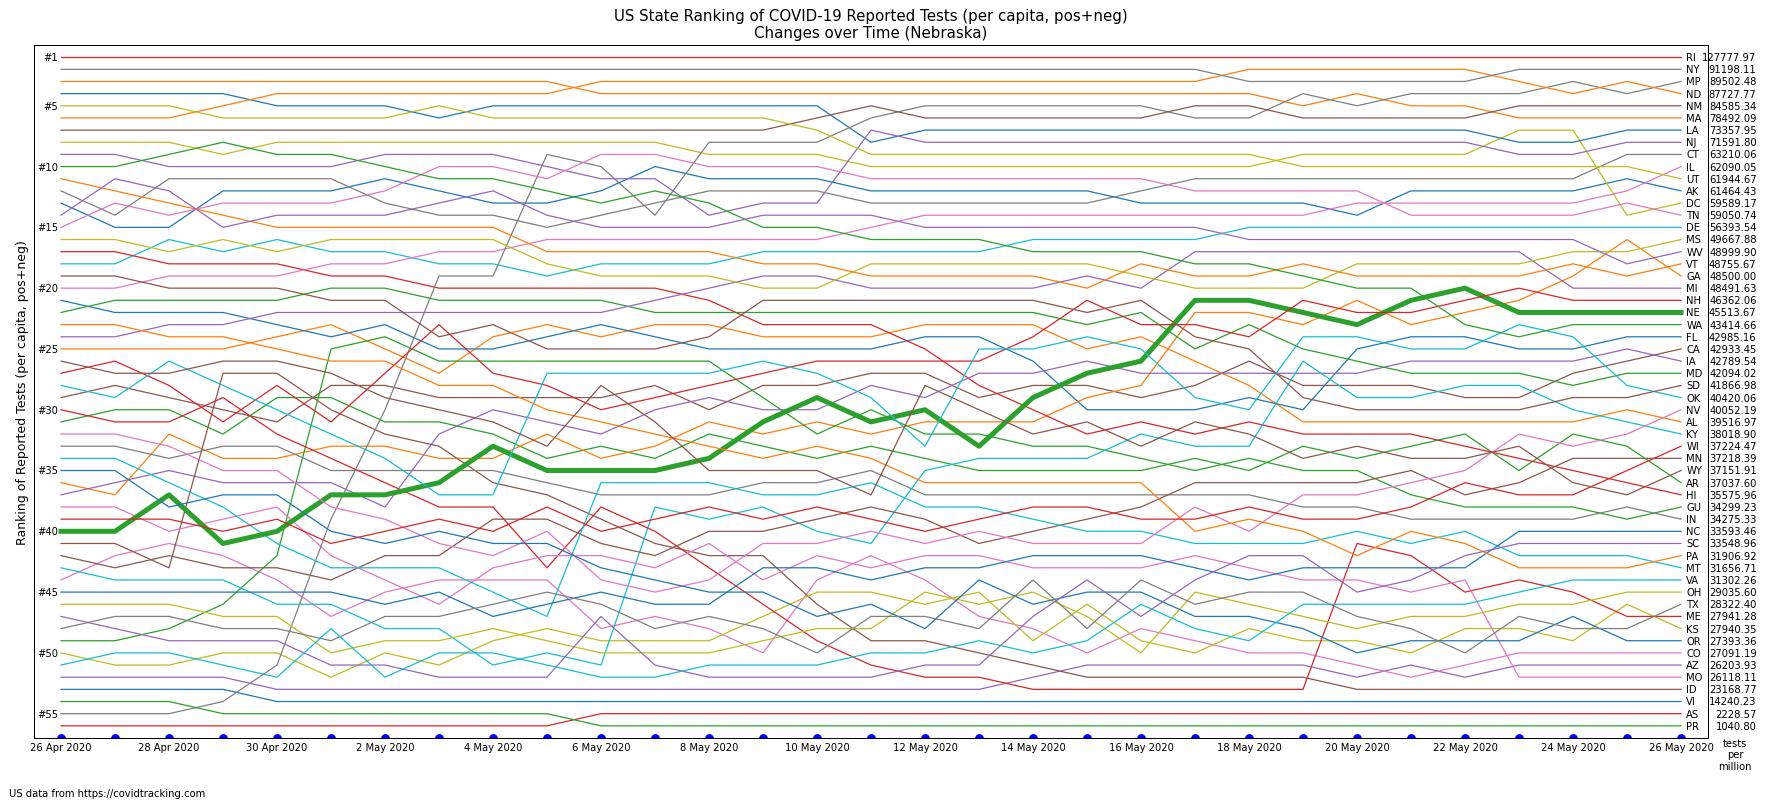 US State Ranking of COVID-19 Reported Tests (per capita, pos+neg)
Changes over Time (Nebraska)
Ranking of Reported Tests (per capita, pos+neg)
#1
#5
#10
#15
#20
#25
#30
#35
#40
#45
#50
#55
RI 127777.97
NY 91198.11
MP 89502.48
ND 87727.77
NM 84585.34
MA 78492.09
LA 73357.95
NJ 71591.80
CT 63210.06
IL 62090.05
UT 61944.67
AK 61464.43
DC 59589.17
TN 59050.74
DE 56393.54
MS 49667.88
WV 48999.90
VT 48755.67
GA 48500.00
MI 48491.63
NH 46362.06
NE 45513.67
WA 43414.66
FL 42985.16
CA 42933.45
IA 42789.54
MD 42094.02
SD 41866.98
OK 40420.06
NV 40052.19
AL 39516.97
KY 38018.90
WI 37224.47
MN 37218.39
WY 37151.91
AR 37037.60
HI 35575.96
GU 34299.23
IN 34275.33
NC 33593.46
SC 33548.96
PA 31906.92
MT 31656.71
VA 31302.26
OH 29035.60
TX 28322.40
ME 27941.28
KS 27940.35
OR 27393.36
CO 27091.19
AZ 26203.93
MO 26118.11
ID 23168.77
VI 14240.23
AS 2228.57
PR 1040.80
26 Apr 2020 28 Apr 2020 30 Apr 2020 2 May 2020 4 May 2020 6 May 2020 8 May 2020 10 May 2020 12 May 2020 14 May 2020 16 May 2020 18 May 2020 20 May 2020 22 May 2020 24 May 2020 26 May 2020
tests
per
million
US data from https://covidtracking.com